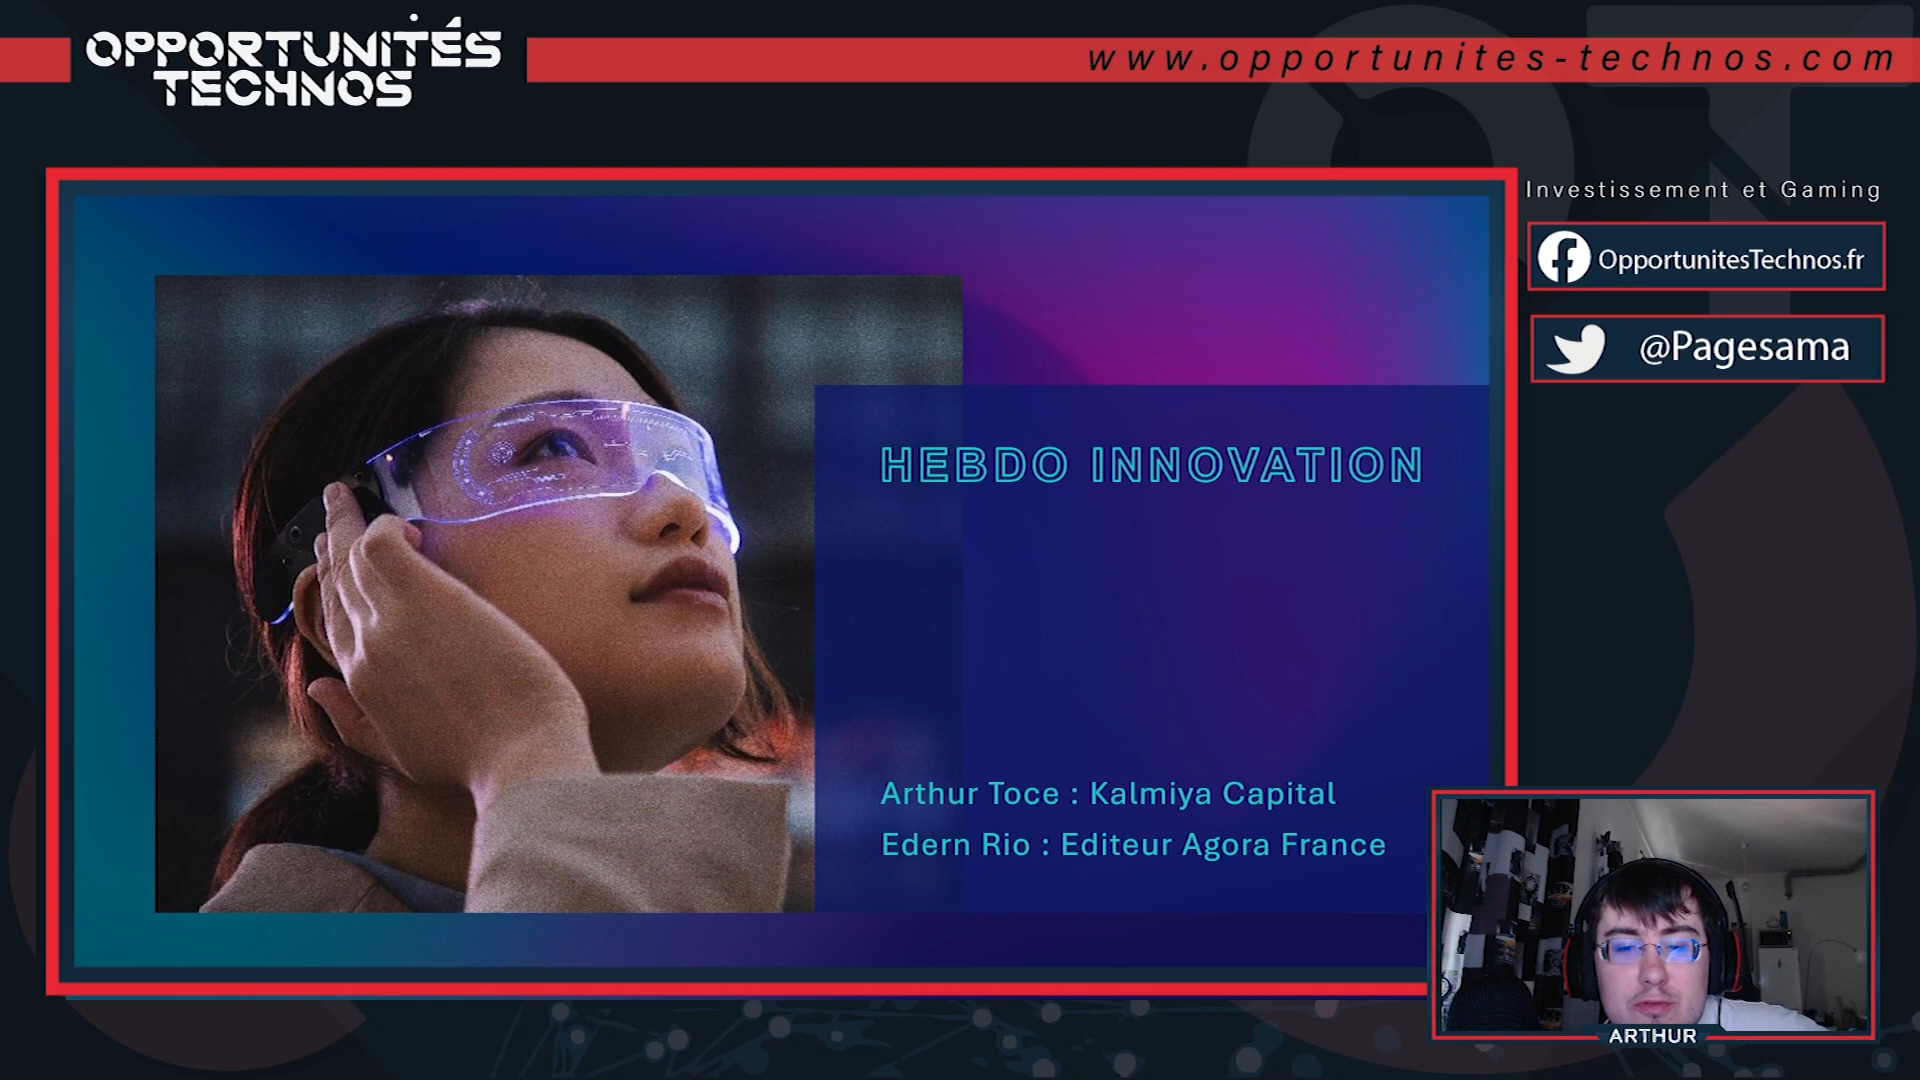 OPPORTUNITÉS
TECHNOS
www.opportunites-technos.com
Investissement et Gaming
OpportunitesTechnos.fr
@Pagesama
HEBDO INNOVATION
Arthur Toce : Kalmiya Capital
Edern Rio : Editeur Agora France
ARTHUR